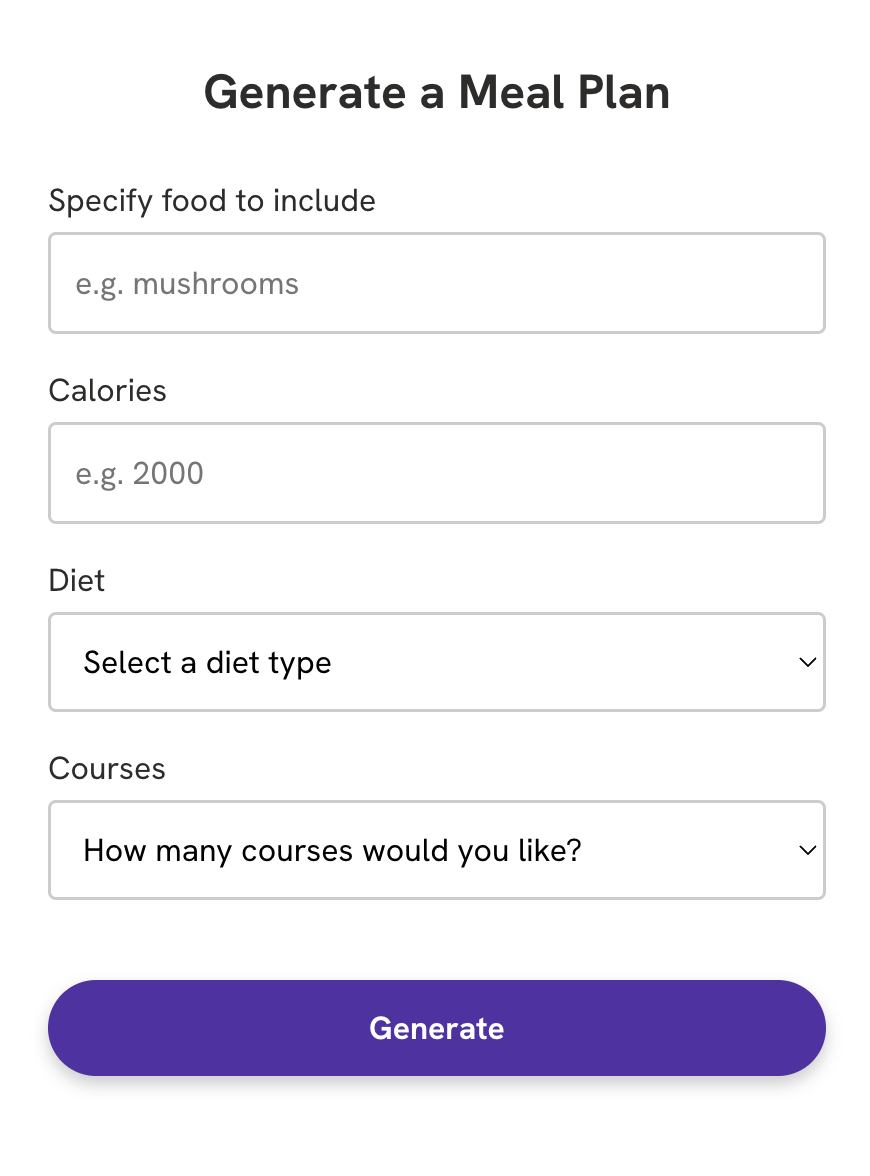 Generate a Meal Plan
Specify food to include
e.g. mushrooms
Calories
e.g. 2000
Diet
Select a diet type
Courses
How many courses would you like?
Generate